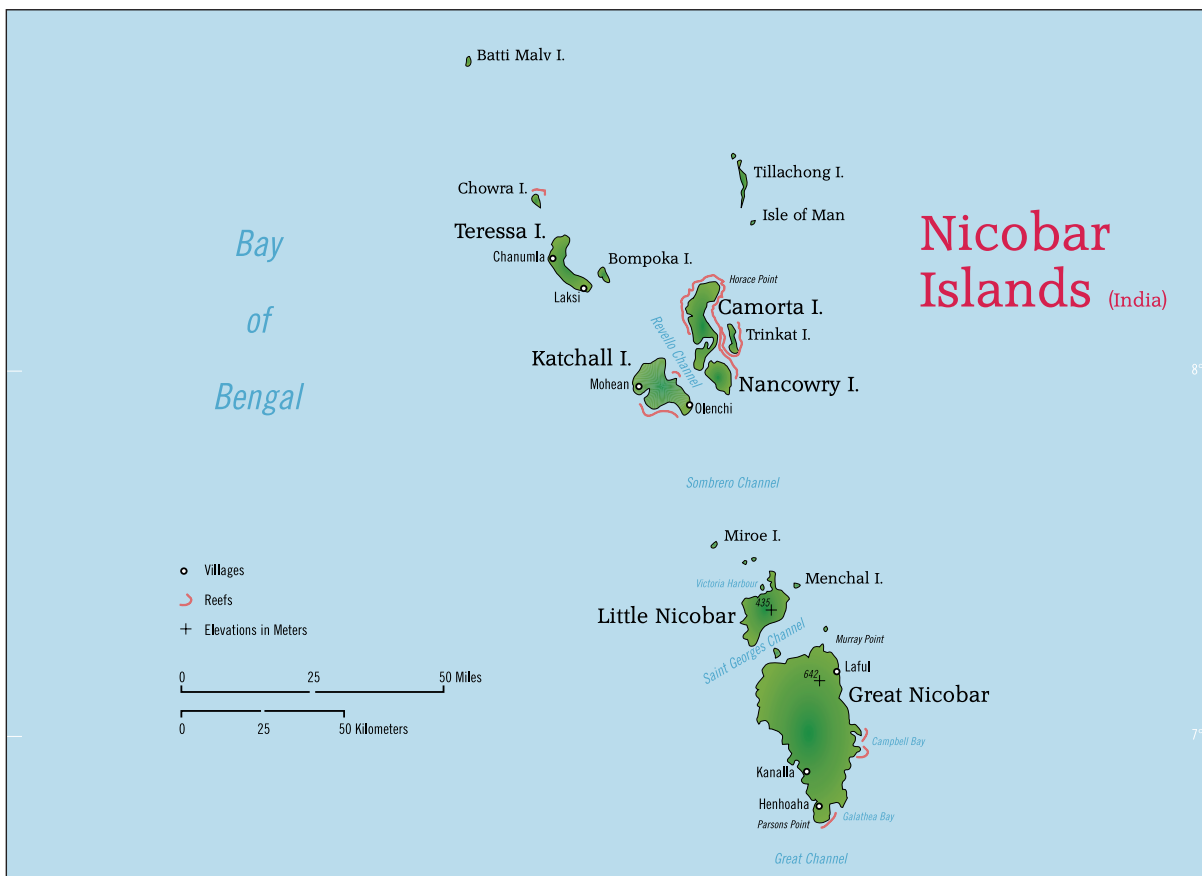 Batti Malv I.
Tillachong I.
Chowra I.
Isle of Man
Nicobar
Islands (India)
Teressa I.
Chanumla
Bompoka I.
Laksi
Bay
of
Bengal
Horace Point
Camorta I.
Trinkat I.
Revello Channel
Katchall I.
Mohean
Nancowry I.
Olenchi
8°
Sombrero Channel
Miroe I.
Victoria Harbour
Menchal I.
435
Little Nicobar
Saint Georges Channel
Murray Point
Laful
642
Great Nicobar
Campbell Bay
7°
Kanalla
Henhoaha
Parsons Point
Galathea Bay
Great Channel
Villages
Reefs
Elevations in Meters
0 25 50 Miles
0 25 50 Kilometers